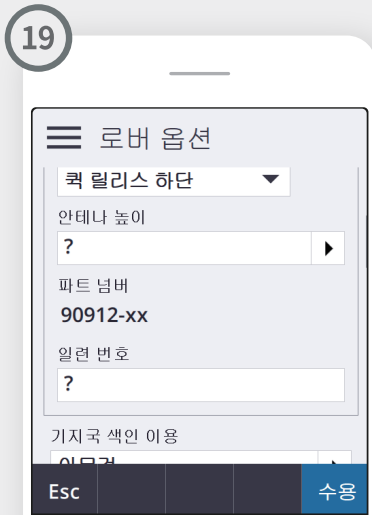 19
로버 옵션
퀵 릴리스 하단
안테나 높이
?
파트 넘버
90912-xx
일련 번호
?
기지국 색인 이용
Esc
수용